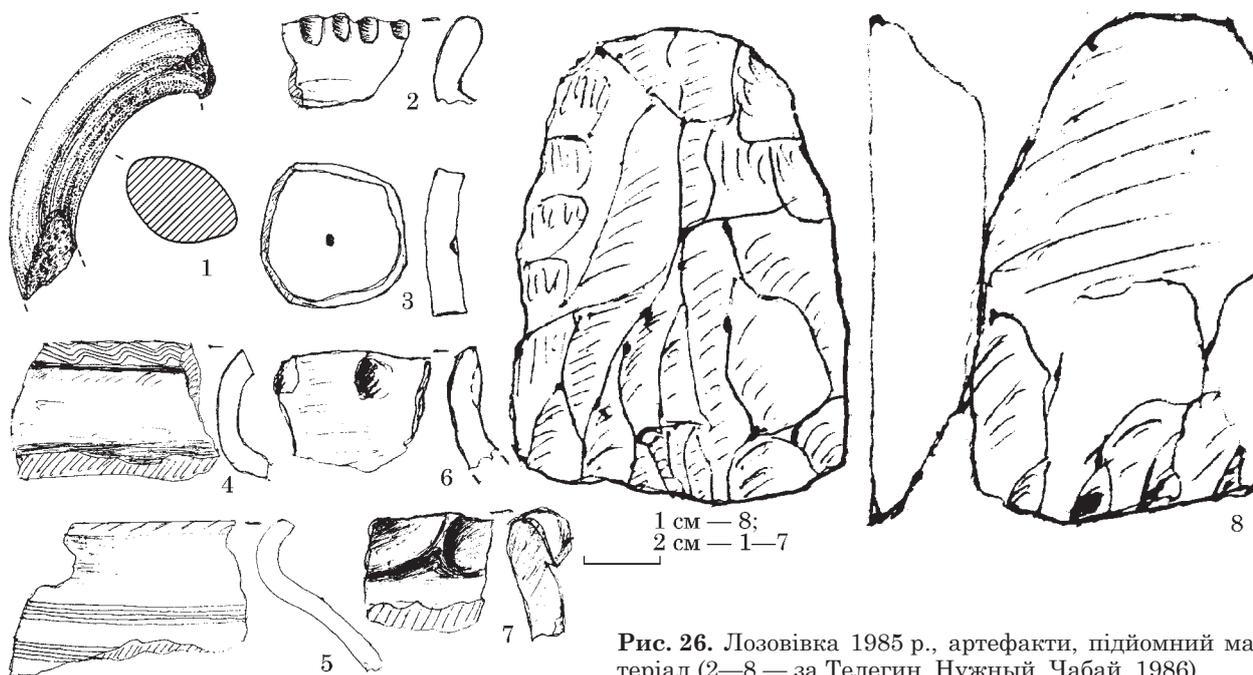 1
2
3
4
5
6
7
8
1 см — 8;
2 см — 1—7
Рис. 26. Лозовівка 1985 р., артефакти, підйомний ма-
теріал (2—8 — за Телегин, Нужный, Чабай, 1986)